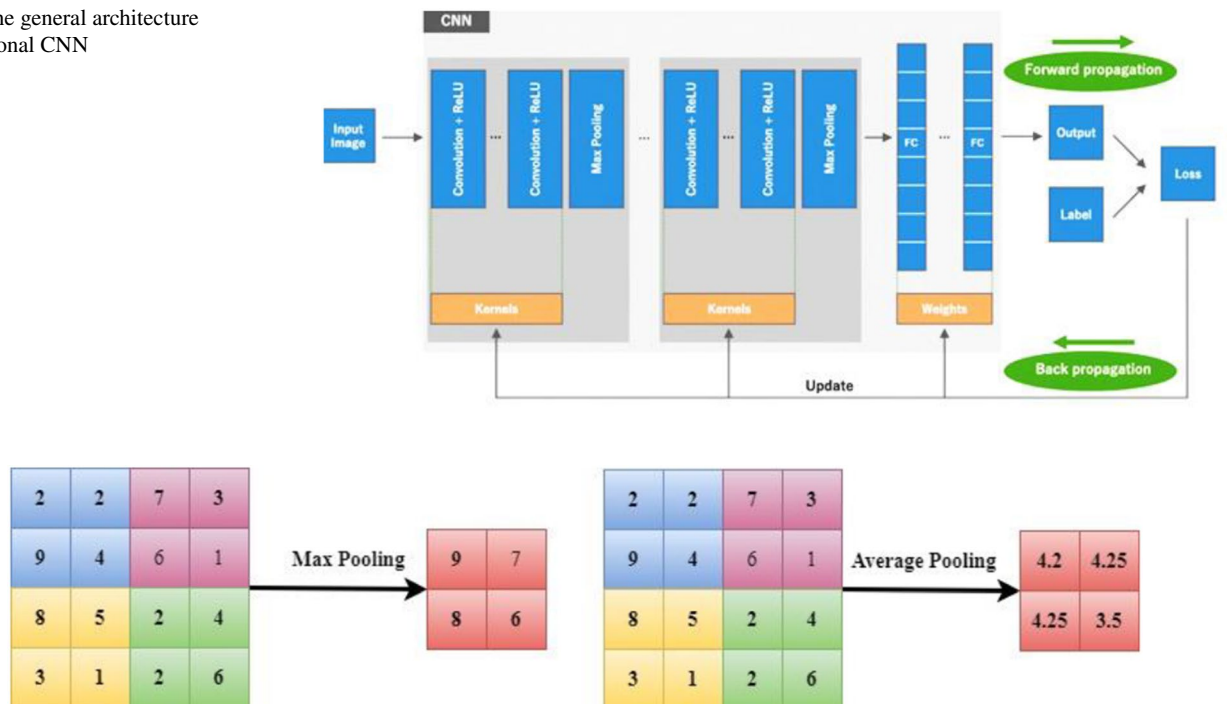 ne general architecture
onal CNN
CNN
Forward propagation
Input
Image
Convolution + ReLU
...
Convolution + ReLU
Max Pooling
...
Convolution + ReLU
...
Convolution + ReLU
Max Pooling
FC
...
FC
Output
Label
Loss
Kernels
Kernels
Weights
Back propagation
Update
2 2 7 3
9 4 6 1
8 5 2 4
3 1 2 6
Max Pooling
9 7
8 6
2 2 7 3
9 4 6 1
8 5 2 4
3 1 2 6
Average Pooling
4.2 4.25
4.25 3.5